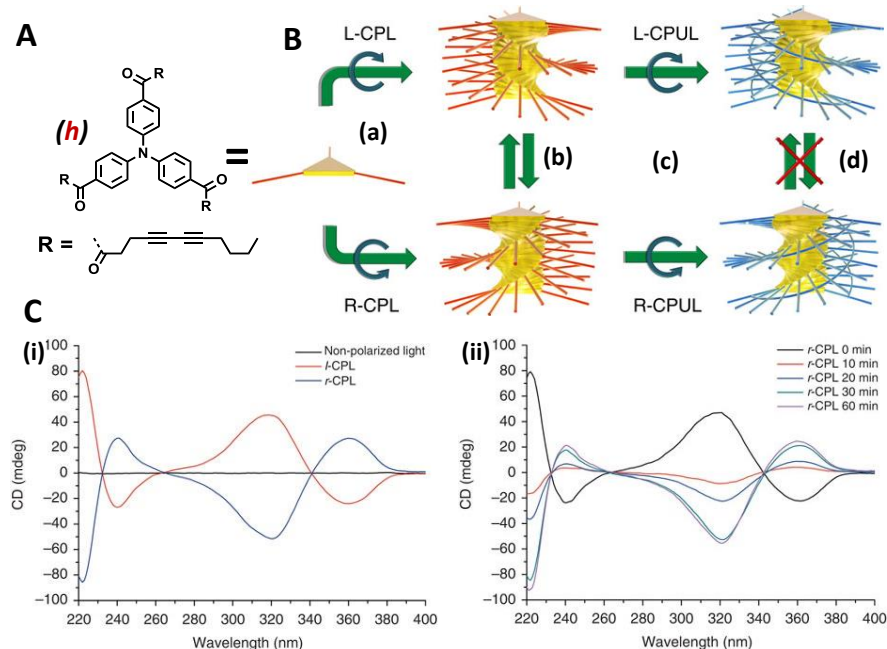 A
O
R
(h)
N
R
O
R
O
R =
O
=
B
L-CPL
L-CPUL
(a)
(b)
(c)
(d)
R-CPL
R-CPUL
C
(i)
Non-polarized light
l-CPL
r-CPL
100
80
60
40
20
0
−20
−40
−60
−80
−100
CD (mdeg)
220 240 260 280 300 320 340 360 380 400
Wavelength (nm)
(ii)
r-CPL 0 min
r-CPL 10 min
r-CPL 20 min
r-CPL 30 min
r-CPL 60 min
100
80
60
40
20
0
−20
−40
−60
−80
−100
CD (mdeg)
220 240 260 280 300 320 340 360 380 400
Wavelength (nm)